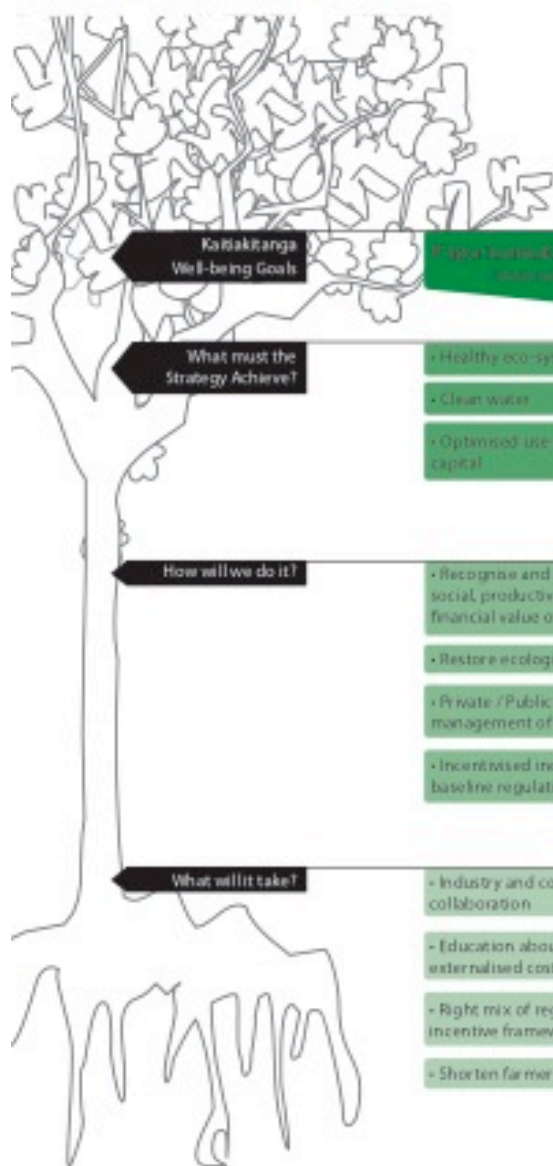 Kaitiakitanga
Well-being Goals
What must the
Strategy Achieve?
• Healthy eco-sy
• Clean water
• Optimised use
capital
How will we do it?
• Recognise and
social, productiv
financial value o
• Restore ecolog
• Private / Public
management of
• Incentivised in
baseline regulati
What will it take?
• Industry and co
collaboration
• Education abou
externalised cost
• Right mix of reg
incentive framew
• Shorten farmer